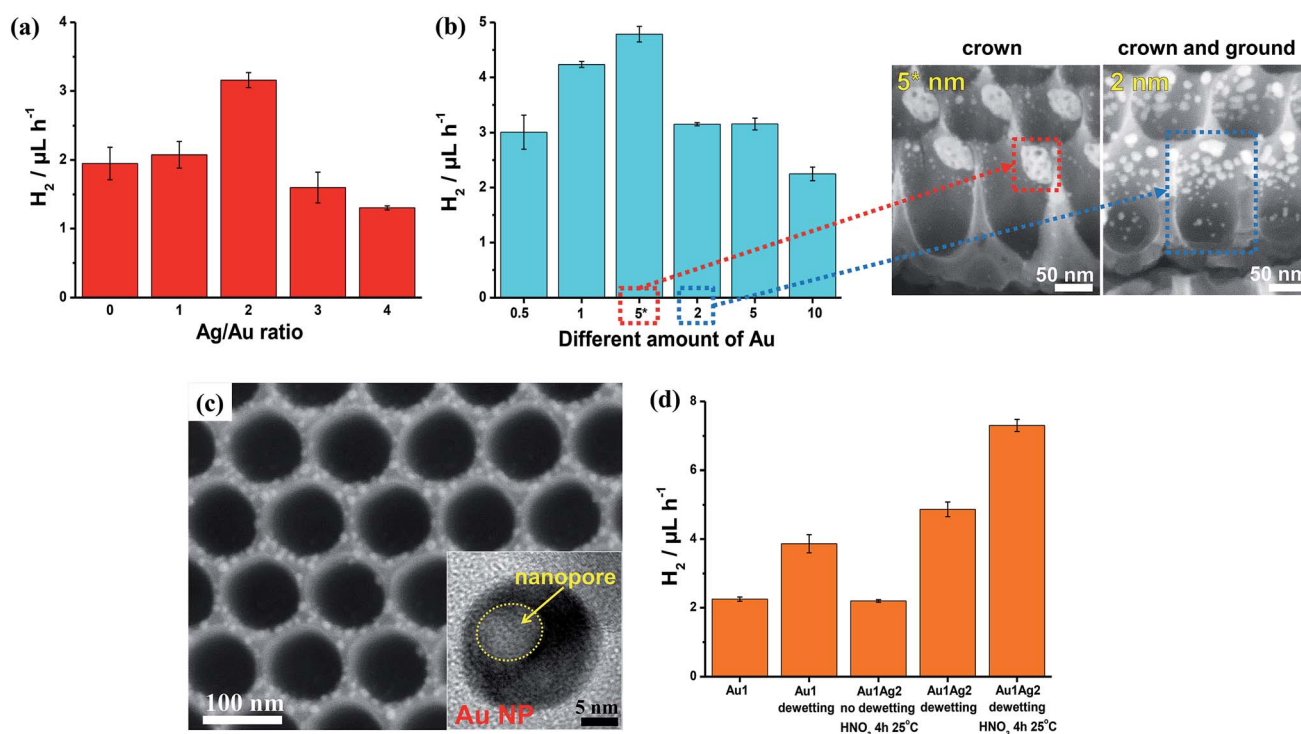 (a)
H2 / µL h-1
4
3
2
1
0
0 1 2 3 4
Ag/Au ratio
(b)
H2 / µL h-1
5
4
3
2
1
0
0.5 1 5* 2 5 10
Different amount of Au
crown
5* nm
50 nm
crown and ground
2 nm
50 nm
(c)
100 nm
nanopore
Au NP
5 nm
(d)
H2 / µL h-1
8
6
4
2
0
Au1
Au1
dewetting
Au1Ag2
no dewetting
HNO3 4h 25°C
Au1Ag2
dewetting
Au1Ag2
dewetting
HNO3 4h 25°C